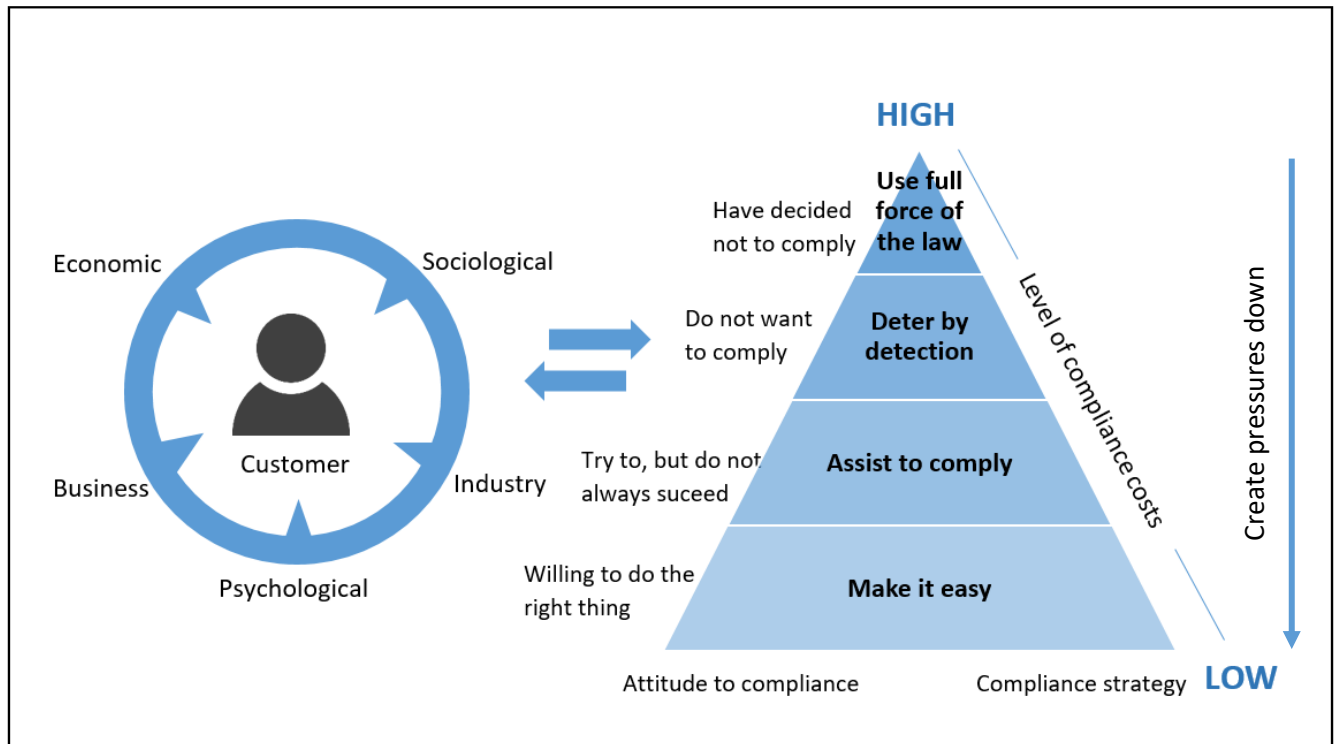 Economic
Sociological
Customer
Business
Industry
Psychological
HIGH
Have decided
not to comply
Use full
force of
the law
Do not want
to comply
Deter by
detection
Try to, but do not
always suceed
Assist to comply
Willing to do the
right thing
Make it easy
Attitude to compliance
Compliance strategy
Level of compliance costs
LOW
Create pressures down